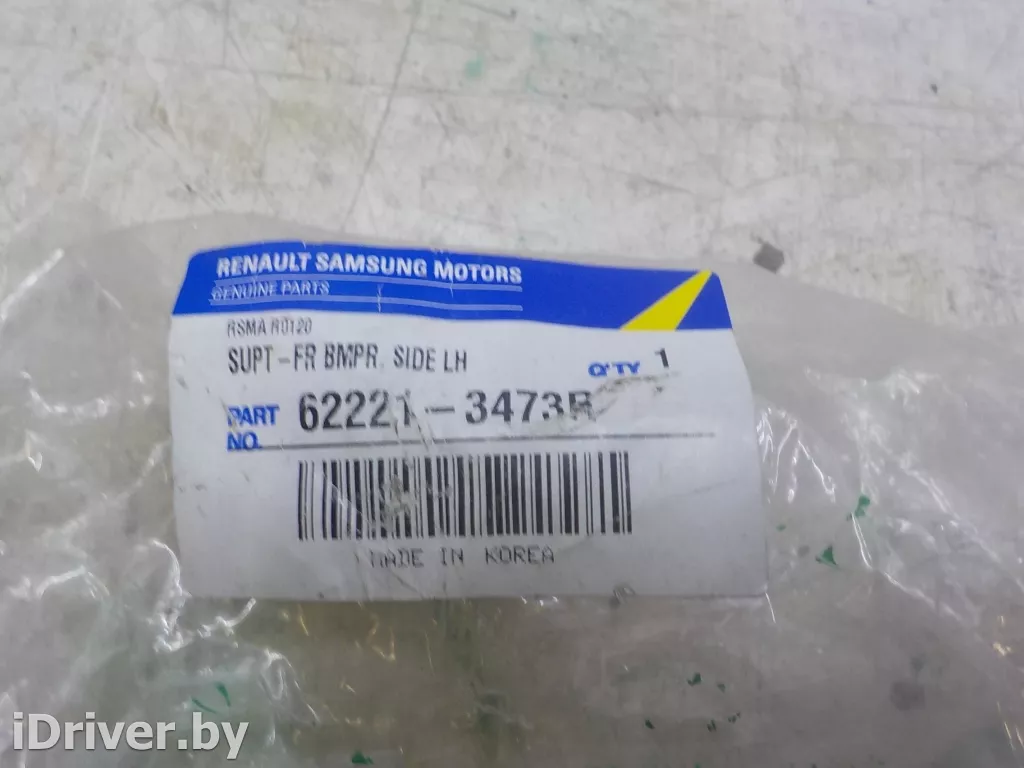 RENAULT SAMSUNG MOTORS
GENUINE PARTS
RSMA R0120
SUPT-FR BMPR, SIDE LH
Q'TY 1
PART NO. 62221-3473R
MADE IN KOREA
iDriver.by